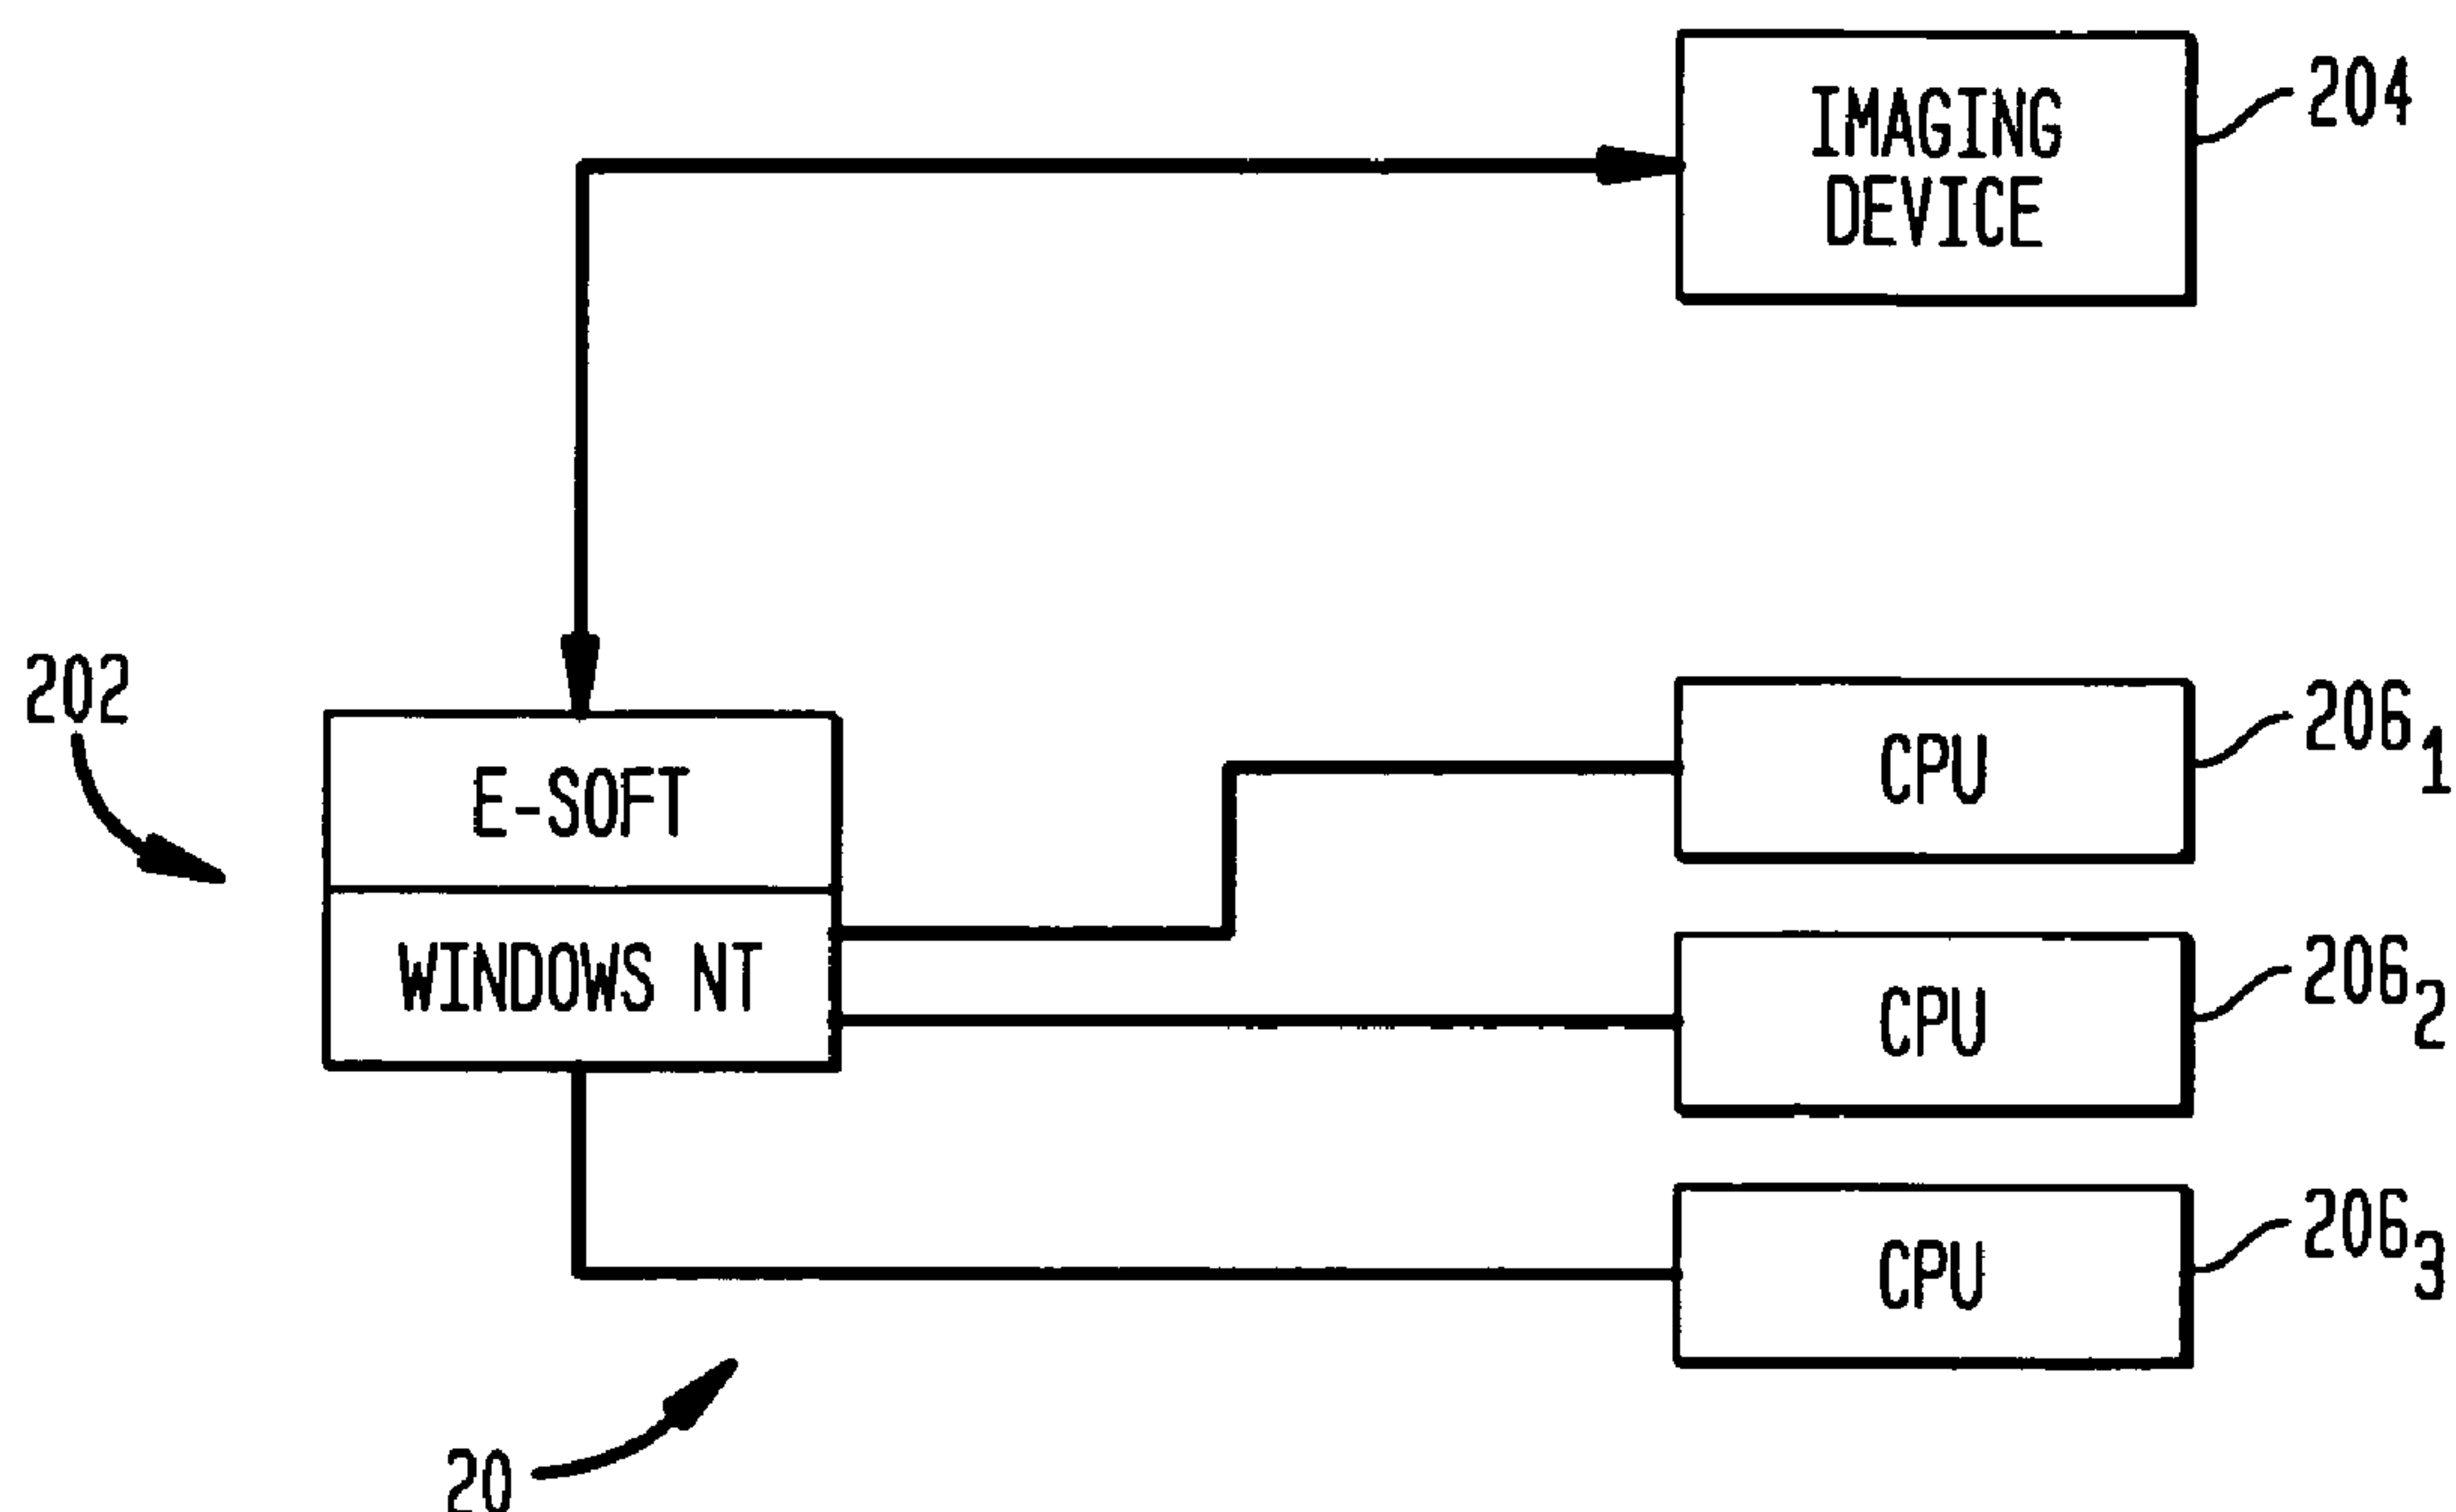 IMAGING
DEVICE
204
202
E-SOFT
WINDOWS NT
CPU
206₁
CPU
206₂
CPU
206₃
20